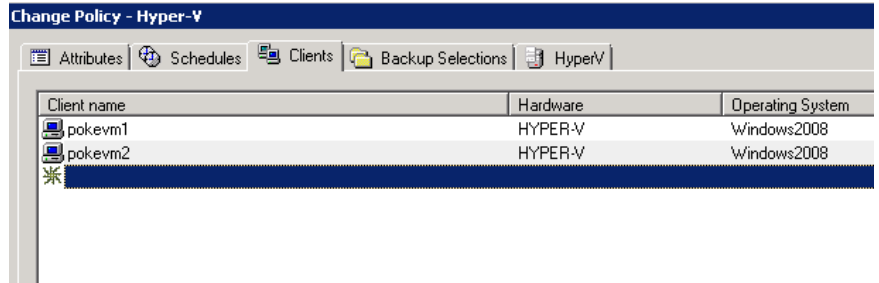 Change Policy - Hyper-V
Attributes Schedules Clients Backup Selections HyperV
Client name Hardware Operating System
pokevm1 HYPER-V Windows2008
pokevm2 HYPER-V Windows2008